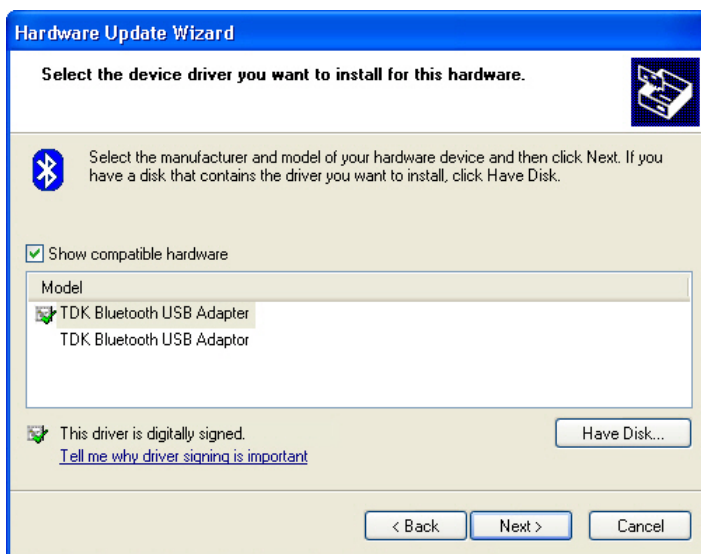 Hardware Update Wizard
Select the device driver you want to install for this hardware.
Select the manufacturer and model of your hardware device and then click Next. If you
have a disk that contains the driver you want to install, click Have Disk.
Show compatible hardware
Model
TDK Bluetooth USB Adapter
TDK Bluetooth USB Adaptor
This driver is digitally signed.
Have Disk...
Tell me why driver signing is important
< Back
Next >
Cancel